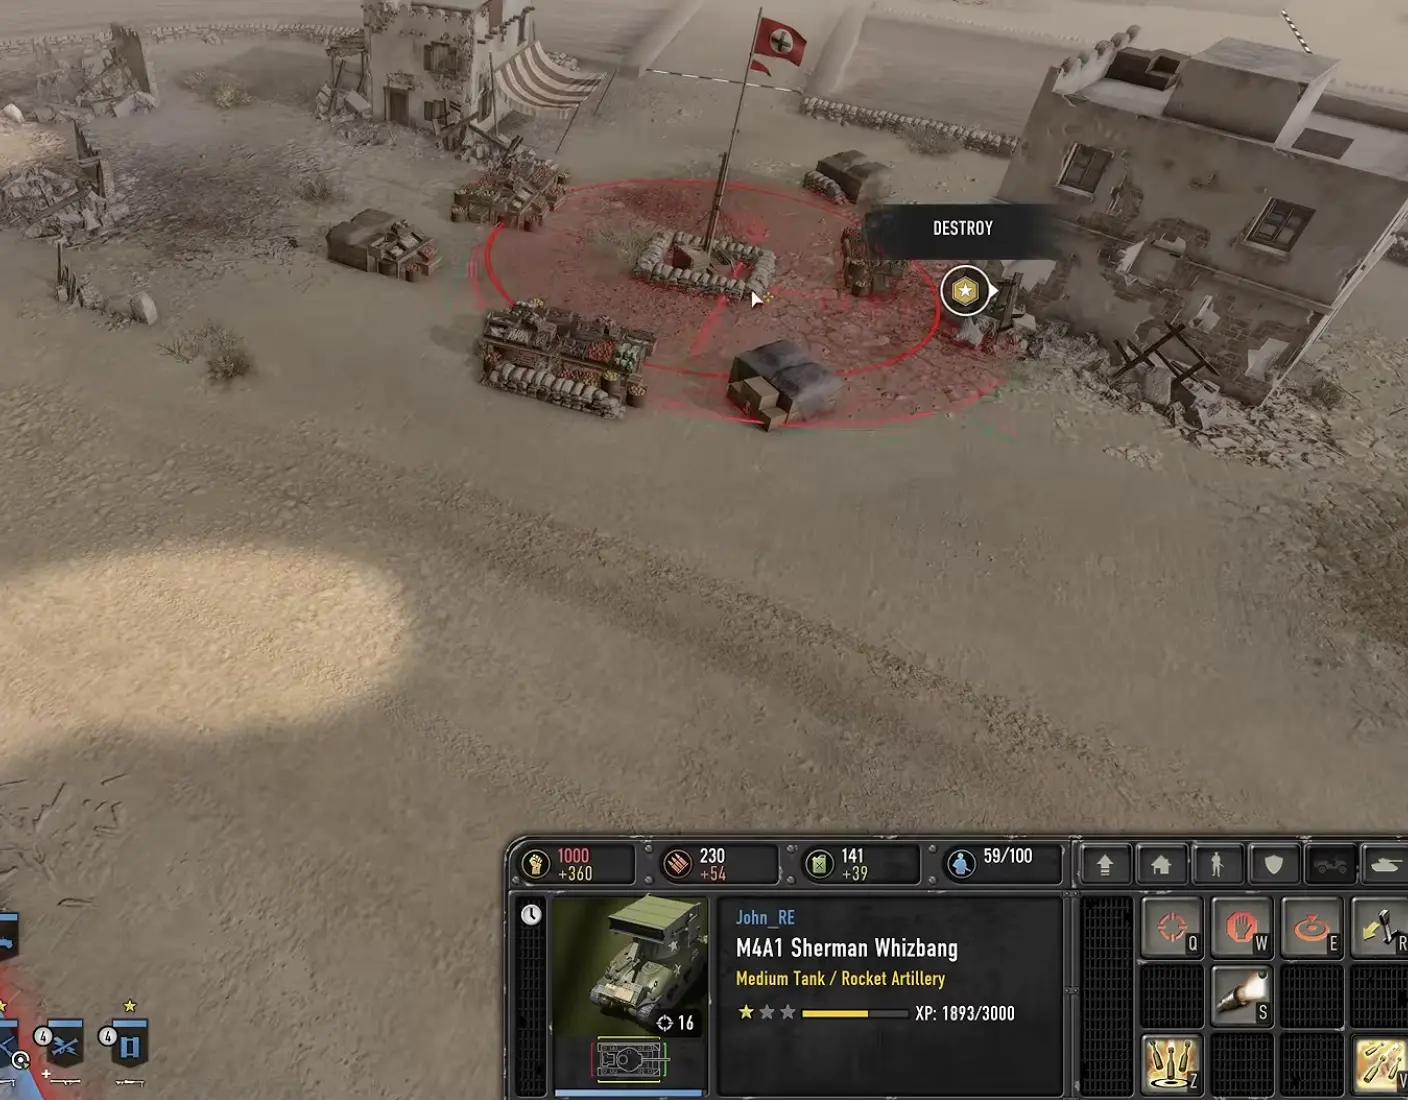 DESTROY
1000
+360
230
+54
141
+39
59/100
John_RE
M4A1 Sherman Whizbang
Medium Tank / Rocket Artillery
XP: 1893/3000
16
Q
W
E
R
S
Z
V
4
4